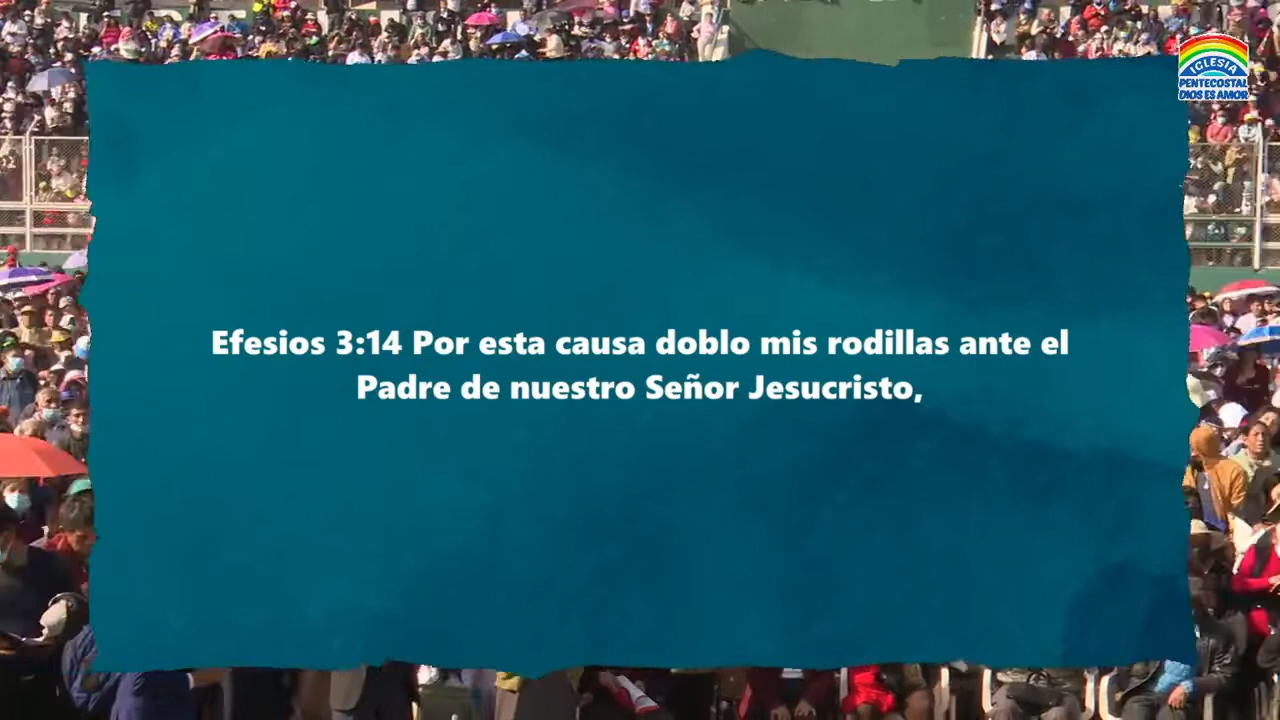 IGLESIA
PENTECOSTAL
DIOS ES AMOR
Efesios 3:14 Por esta causa doblo mis rodillas ante el
Padre de nuestro Señor Jesucristo,